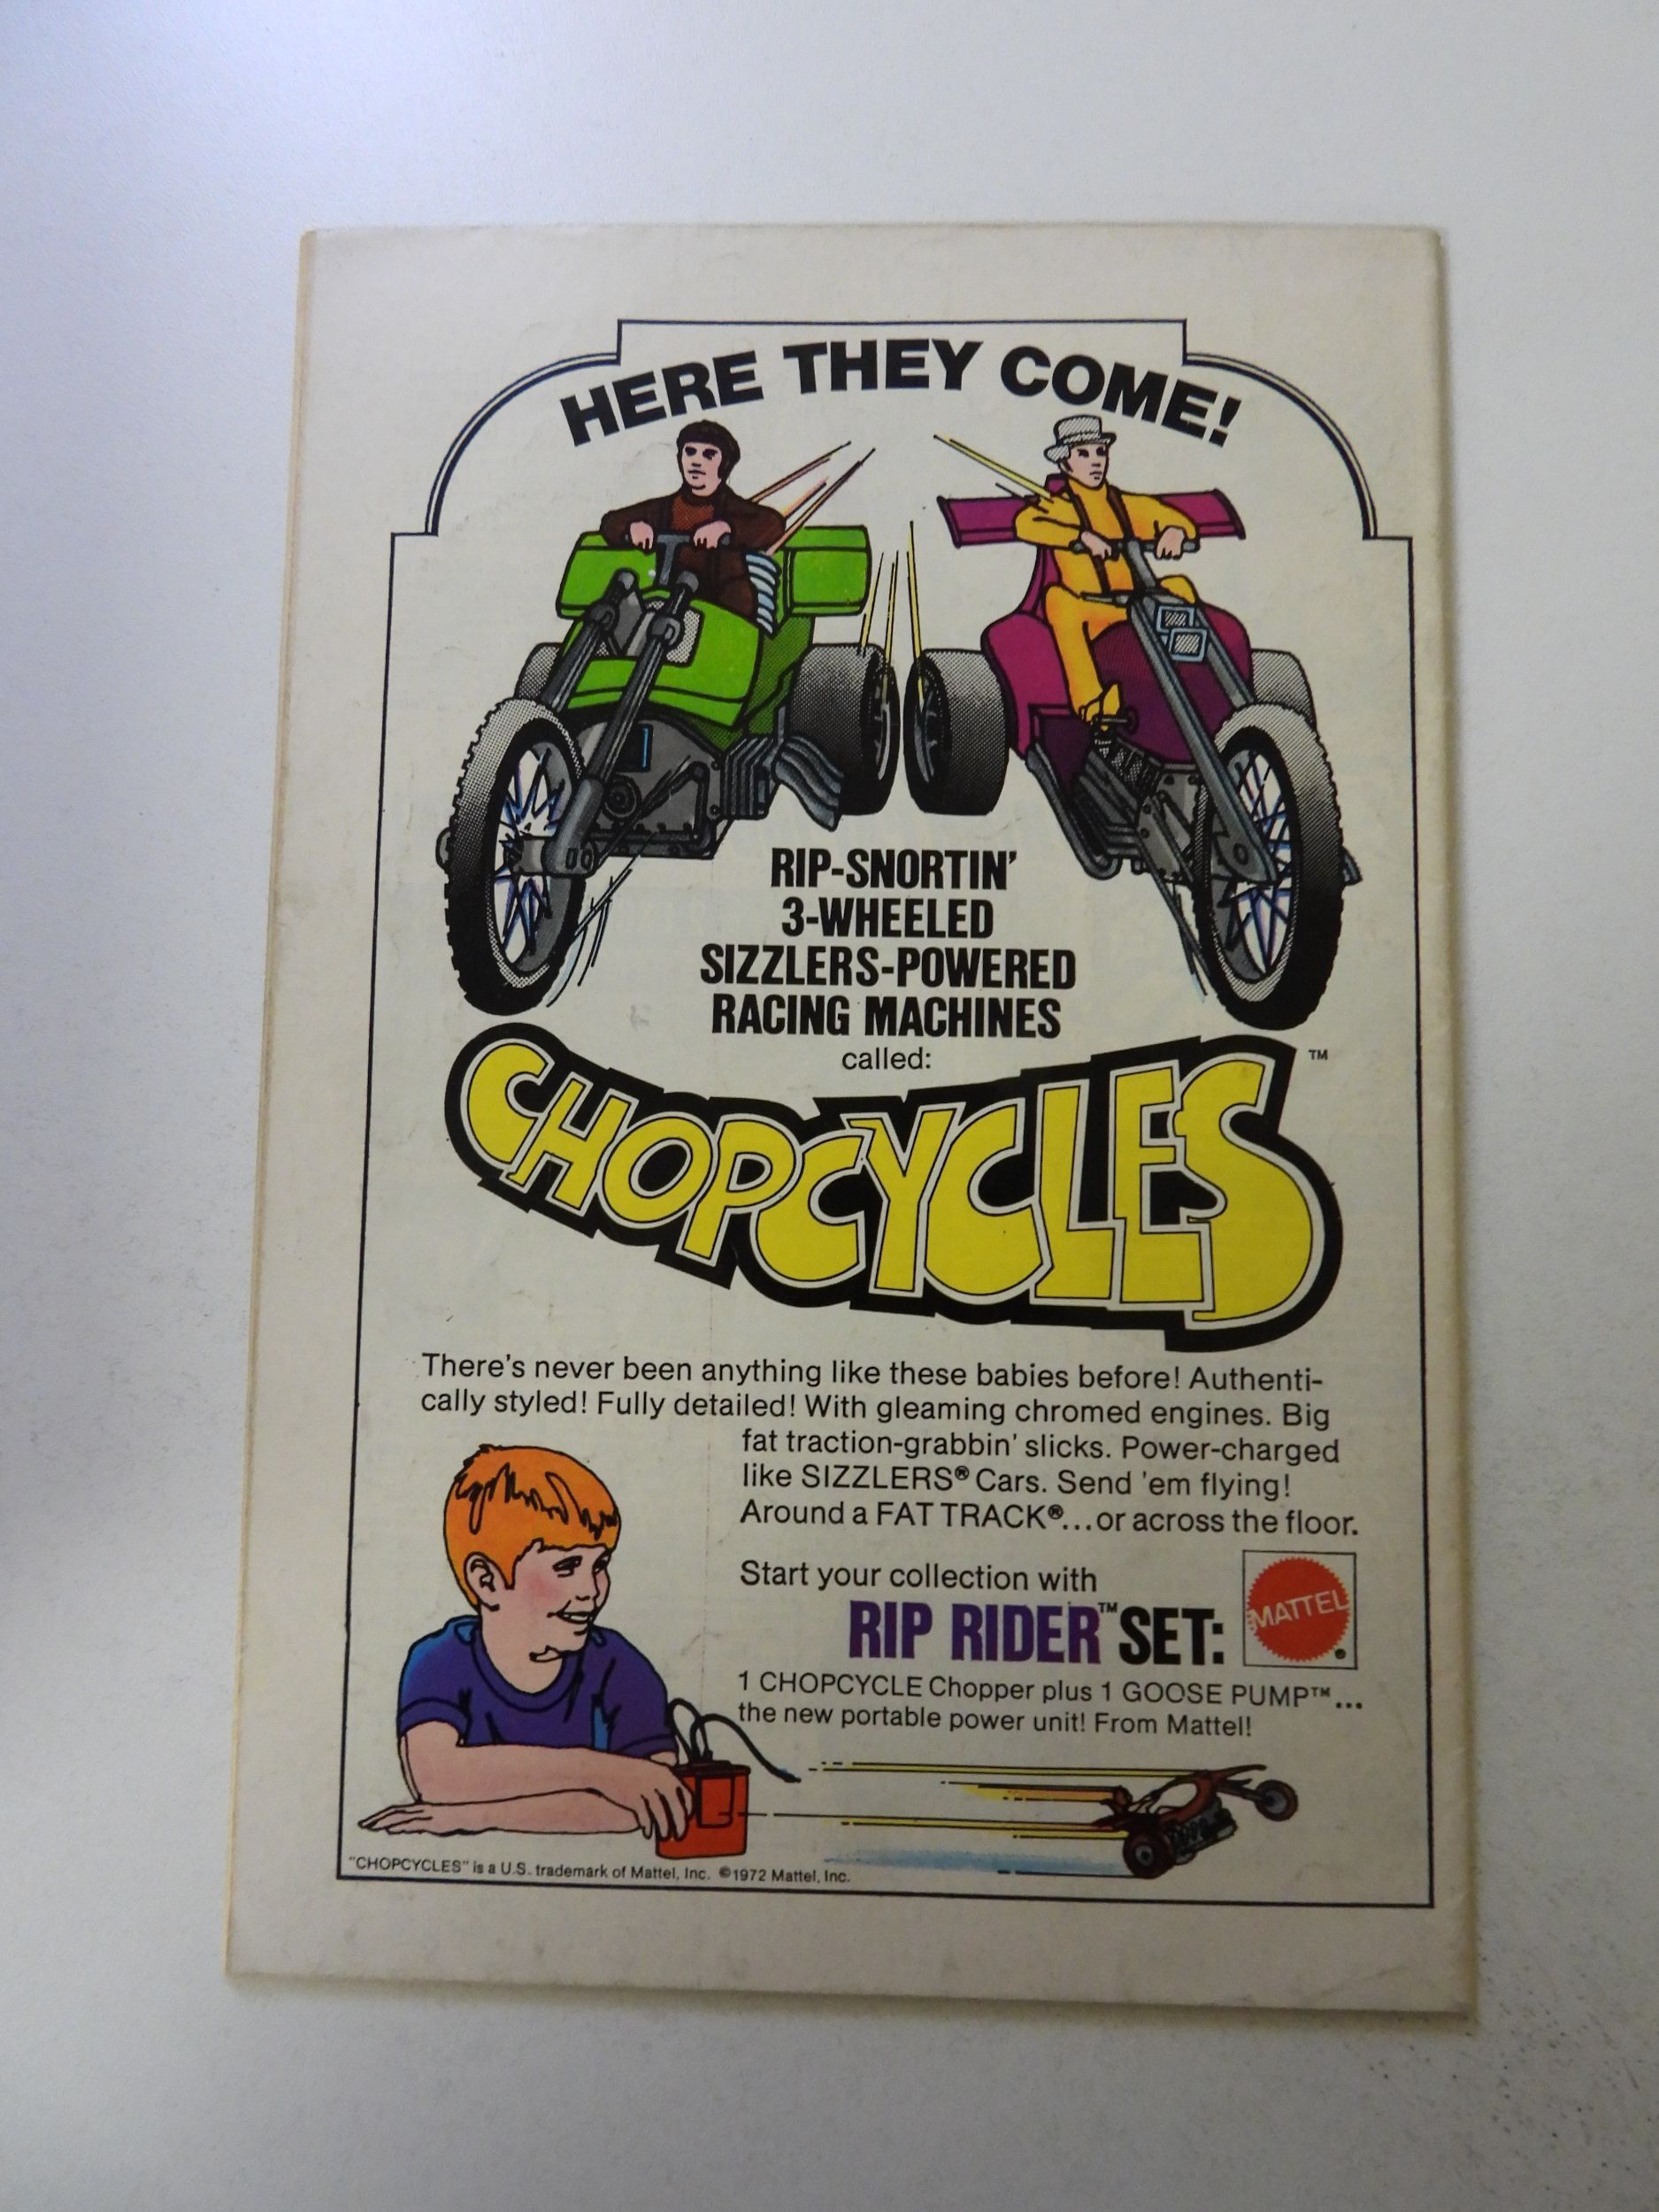 HERE THEY COME!
RIP-SNORTIN'
3-WHEELED
SIZZLERS-POWERED
RACING MACHINES
called:
CHOPCYCLES™
There's never been anything like these babies before! Authenti-
cally styled! Fully detailed! With gleaming chromed engines. Big
fat traction-grabbin' slicks. Power-charged
like SIZZLERS® Cars. Send 'em flying!
Around a FAT TRACK®...or across the floor.
Start your collection with
RIP RIDER™ SET:
MATTEL®
1 CHOPCYCLE Chopper plus 1 GOOSE PUMP™...
the new portable power unit! From Mattel!
"CHOPCYCLES" is a U.S. trademark of Mattel, Inc. ©1972 Mattel, Inc.